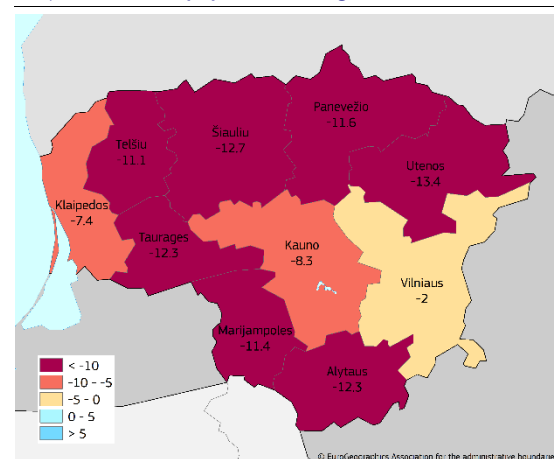 Panevėžio
-11.6
Šiaulių
-12.7
Telšių
-11.1
Utenos
-13.4
Klaipedos
-7.4
Taurages
-12.3
Kauno
-8.3
Vilniaus
-2
Marijampoles
-11.4
Alytaus
-12.3
< -10
-10 - -5
-5 - 0
0 - 5
> 5
© EuroGeographics Association for the administrative boundaries